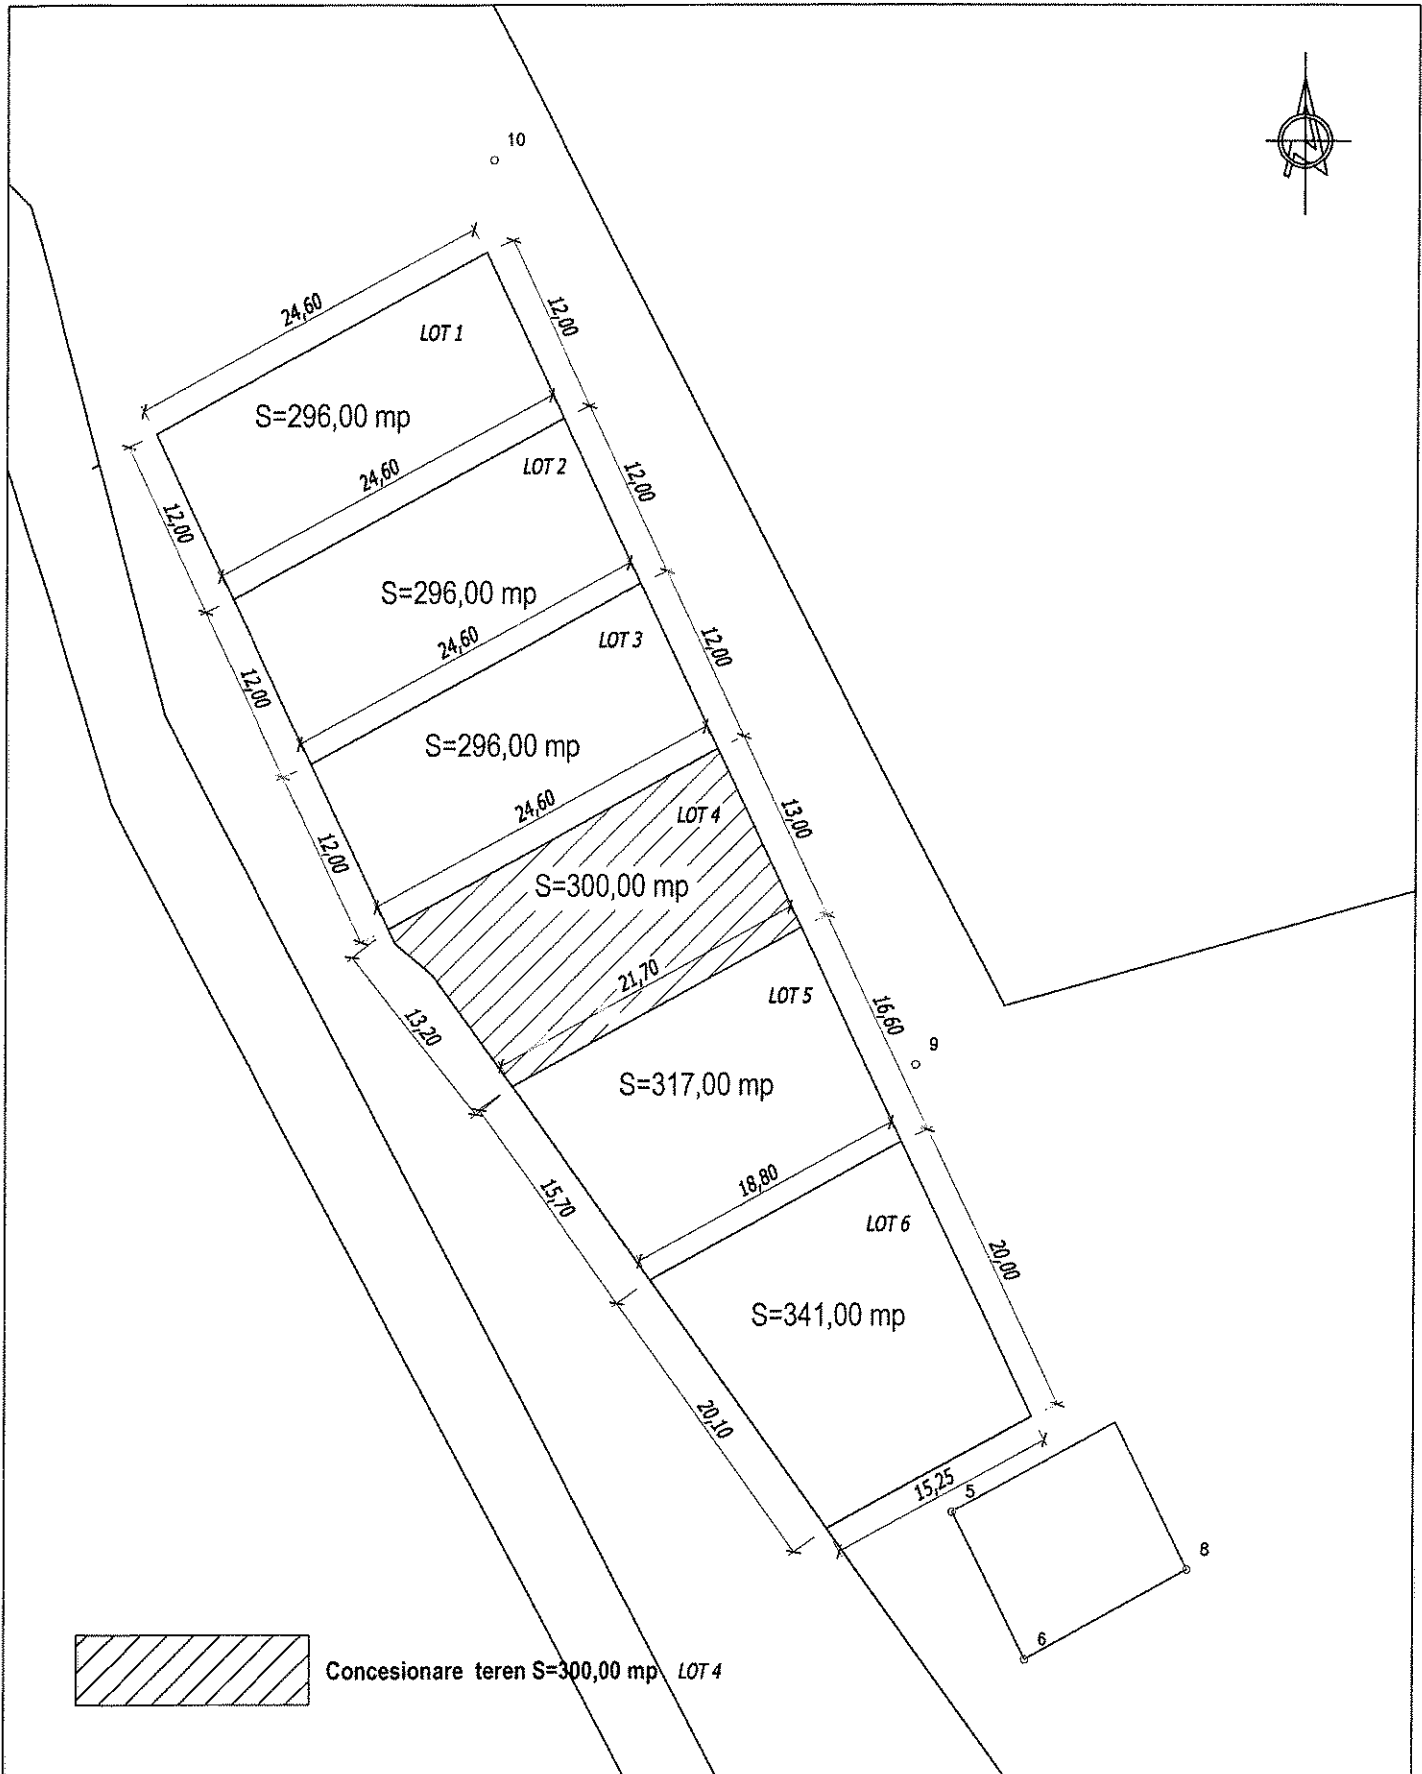 10
N
24,60
12,00
LOT 1
S=296,00 mp
24,60
LOT 2
12,00
12,00
S=296,00 mp
24,60
LOT 3
12,00
12,00
S=296,00 mp
24,60
LOT 4
13,00
12,00
S=300,00 mp
21,70
LOT 5
16,60
13,20
9
S=317,00 mp
18,80
15,70
LOT 6
20,00
S=341,00 mp
20,10
15,25
5
8
6
Concesionare teren S=300,00 mp LOT 4